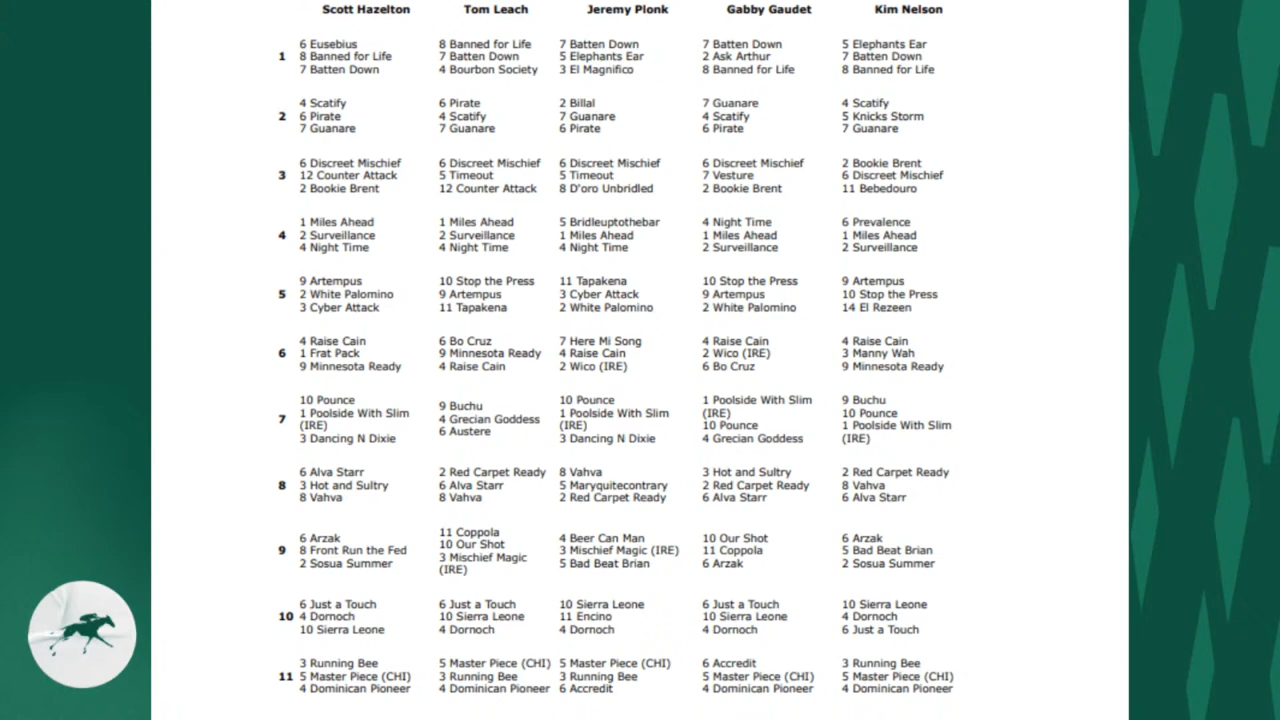 Scott Hazelton Tom Leach Jeremy Plonk Gabby Gaudet Kim Nelson
1
6 Eusebius
8 Banned for Life
7 Batten Down
8 Banned for Life
7 Batten Down
4 Bourbon Society
7 Batten Down
5 Elephants Ear
3 El Magnifico
7 Batten Down
2 Ask Arthur
8 Banned for Life
5 Elephants Ear
7 Batten Down
8 Banned for Life
2
4 Scatify
6 Pirate
7 Guanare
6 Pirate
4 Scatify
7 Guanare
2 Billal
7 Guanare
6 Pirate
7 Guanare
4 Scatify
6 Pirate
4 Scatify
5 Knicks Storm
7 Guanare
3
6 Discreet Mischief
12 Counter Attack
2 Bookie Brent
6 Discreet Mischief
5 Timeout
12 Counter Attack
6 Discreet Mischief
5 Timeout
8 D'oro Unbridled
6 Discreet Mischief
7 Vesture
2 Bookie Brent
2 Bookie Brent
6 Discreet Mischief
11 Bebedouro
4
1 Miles Ahead
2 Surveillance
4 Night Time
1 Miles Ahead
2 Surveillance
4 Night Time
5 Bridleuptothebar
1 Miles Ahead
4 Night Time
4 Night Time
1 Miles Ahead
2 Surveillance
6 Prevalence
1 Miles Ahead
2 Surveillance
5
9 Artempus
2 White Palomino
3 Cyber Attack
10 Stop the Press
9 Artempus
11 Tapakena
11 Tapakena
3 Cyber Attack
2 White Palomino
10 Stop the Press
9 Artempus
2 White Palomino
9 Artempus
10 Stop the Press
14 El Rezeen
6
4 Raise Cain
1 Frat Pack
9 Minnesota Ready
6 Bo Cruz
9 Minnesota Ready
4 Raise Cain
7 Here Mi Song
4 Raise Cain
2 Wico (IRE)
4 Raise Cain
2 Wico (IRE)
6 Bo Cruz
4 Raise Cain
3 Manny Wah
9 Minnesota Ready
7
10 Pounce
1 Poolside With Slim
(IRE)
3 Dancing N Dixie
9 Buchu
4 Grecian Goddess
6 Austere
10 Pounce
1 Poolside With Slim
(IRE)
3 Dancing N Dixie
1 Poolside With Slim
(IRE)
10 Pounce
4 Grecian Goddess
9 Buchu
10 Pounce
1 Poolside With Slim
(IRE)
8
6 Alva Starr
3 Hot and Sultry
8 Vahva
2 Red Carpet Ready
6 Alva Starr
8 Vahva
8 Vahva
5 Maryquitecontrary
2 Red Carpet Ready
3 Hot and Sultry
2 Red Carpet Ready
6 Alva Starr
2 Red Carpet Ready
8 Vahva
6 Alva Starr
9
6 Arzak
8 Front Run the Fed
2 Sosua Summer
11 Coppola
10 Our Shot
3 Mischief Magic
(IRE)
4 Beer Can Man
3 Mischief Magic (IRE)
5 Bad Beat Brian
10 Our Shot
11 Coppola
6 Arzak
6 Arzak
5 Bad Beat Brian
2 Sosua Summer
10
6 Just a Touch
4 Dornoch
10 Sierra Leone
6 Just a Touch
10 Sierra Leone
4 Dornoch
10 Sierra Leone
11 Encino
4 Dornoch
6 Just a Touch
10 Sierra Leone
4 Dornoch
10 Sierra Leone
4 Dornoch
6 Just a Touch
11
3 Running Bee
5 Master Piece (CHI)
4 Dominican Pioneer
5 Master Piece (CHI)
3 Running Bee
4 Dominican Pioneer
5 Master Piece (CHI)
3 Running Bee
6 Accredit
6 Accredit
5 Master Piece (CHI)
4 Dominican Pioneer
3 Running Bee
5 Master Piece (CHI)
4 Dominican Pioneer